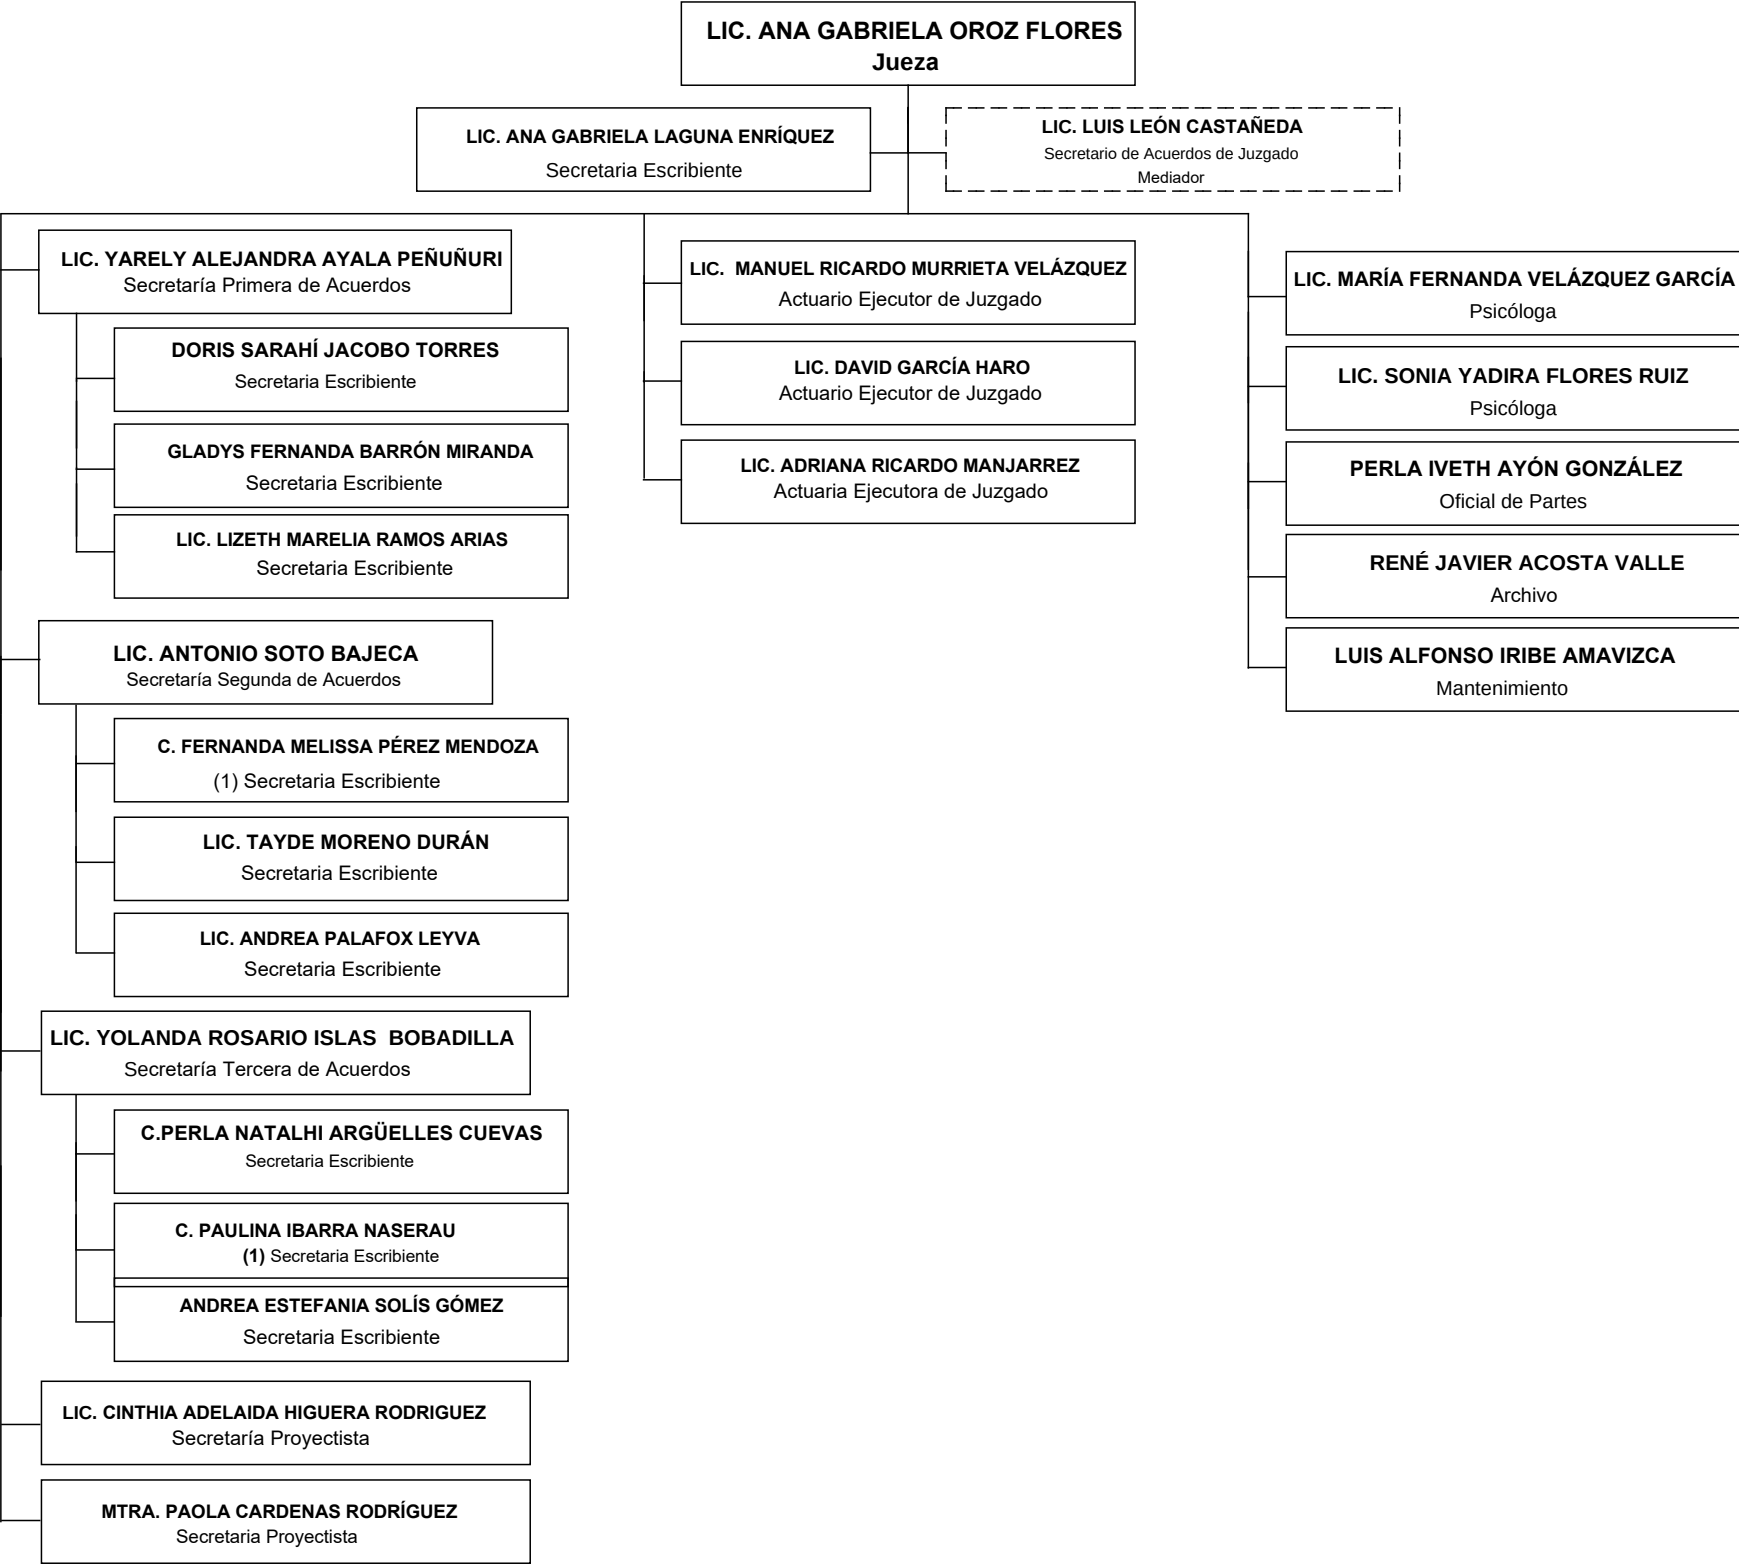 LIC. ANA GABRIELA OROZ FLORES
Jueza
LIC. ANA GABRIELA LAGUNA ENRÍQUEZ
Secretaria Escribiente
LIC. LUIS LEÓN CASTAÑEDA
Secretario de Acuerdos de Juzgado
Mediador
LIC. YARELY ALEJANDRA AYALA PEÑUÑURI
Secretaría Primera de Acuerdos
DORIS SARAHÍ JACOBO TORRES
Secretaria Escribiente
GLADYS FERNANDA BARRÓN MIRANDA
Secretaria Escribiente
LIC. LIZETH MARELIA RAMOS ARIAS
Secretaria Escribiente
LIC. ANTONIO SOTO BAJECA
Secretaría Segunda de Acuerdos
C. FERNANDA MELISSA PÉREZ MENDOZA
(1) Secretaria Escribiente
LIC. TAYDE MORENO DURÁN
Secretaria Escribiente
LIC. ANDREA PALAFOX LEYVA
Secretaria Escribiente
LIC. YOLANDA ROSARIO ISLAS  BOBADILLA
Secretaría Tercera de Acuerdos
C.PERLA NATALHI ARGÜELLES CUEVAS
Secretaria Escribiente
C. PAULINA IBARRA NASERAU
(1) Secretaria Escribiente
ANDREA ESTEFANIA SOLÍS GÓMEZ
Secretaria Escribiente
LIC. CINTHIA ADELAIDA HIGUERA RODRIGUEZ
Secretaría Proyectista
MTRA. PAOLA CARDENAS RODRÍGUEZ
Secretaria Proyectista
LIC.  MANUEL RICARDO MURRIETA VELÁZQUEZ
Actuario Ejecutor de Juzgado
LIC. DAVID GARCÍA HARO
Actuario Ejecutor de Juzgado
LIC. ADRIANA RICARDO MANJARREZ
Actuaria Ejecutora de Juzgado
LIC. MARÍA FERNANDA VELÁZQUEZ GARCÍA
Psicóloga
LIC. SONIA YADIRA FLORES RUIZ
Psicóloga
PERLA IVETH AYÓN GONZÁLEZ
Oficial de Partes
RENÉ JAVIER ACOSTA VALLE
Archivo
LUIS ALFONSO IRIBE AMAVIZCA
Mantenimiento